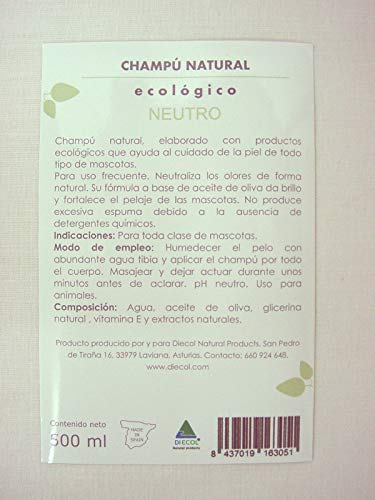 CHAMPÚ NATURAL
ecológico
NEUTRO
Champú natural, elaborado con productos
ecológicos que ayuda al cuidado de la piel de todo
tipo de mascotas.
Para uso frecuente. Neutraliza los olores de forma
natural. Su fórmula a base de aceite de oliva da brillo
y fortalece el pelaje de las mascotas. No produce
excesiva espuma debido a la ausencia de
detergentes químicos.
Indicaciones: Para toda clase de mascotas.
Modo de empleo: Humedecer el pelo con
abundante agua tibia y aplicar el champú por todo
el cuerpo. Masajear y dejar actuar durante unos
minutos antes de aclarar. pH neutro. Uso para
animales.
Composición: Agua, aceite de oliva, glicerina
natural , vitamina E y extractos naturales.
Producto producido por y para Diecol Natural Products. San Pedro
de Tiraña 16, 33979 Laviana, Asturias. Contacto: 660 924 648.
www.diecol.com
Contenido neto
500 ml
MADE IN SPAIN
DIECOL
Natural products
8 437019 163051